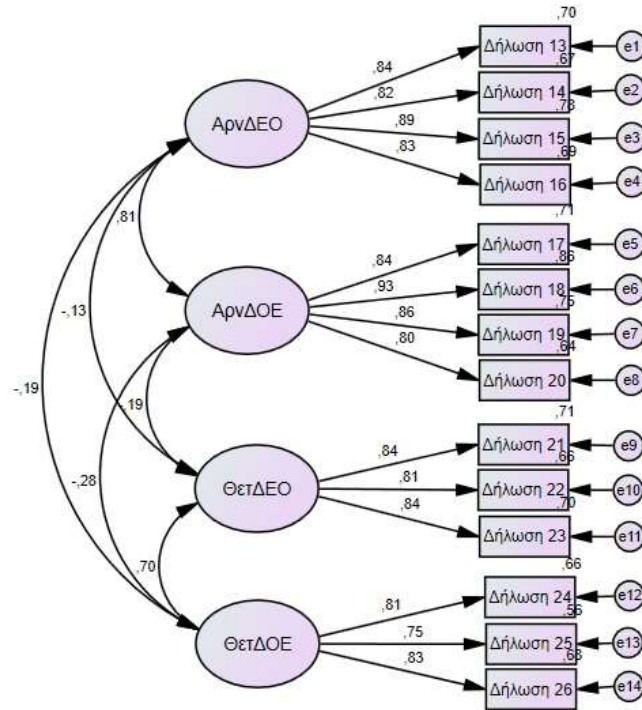 ,70
,84
Δήλωση 13
e1
,67
,82
Δήλωση 14
e2
,78
ΑρνΔΕΟ
,89
Δήλωση 15
e3
,69
,83
Δήλωση 16
e4
,81
,71
,84
Δήλωση 17
e5
,86
,93
Δήλωση 18
e6
,75
ΑρνΔΟΕ
-,13
,86
Δήλωση 19
e7
,64
,80
Δήλωση 20
e8
-,19
-,19
,71
,84
Δήλωση 21
e9
,66
-,28
,81
Δήλωση 22
e10
,70
ΘετΔΕΟ
,84
Δήλωση 23
e11
,70
,66
,81
Δήλωση 24
e12
,56
,75
Δήλωση 25
e13
,68
ΘετΔΟΕ
,83
Δήλωση 26
e14